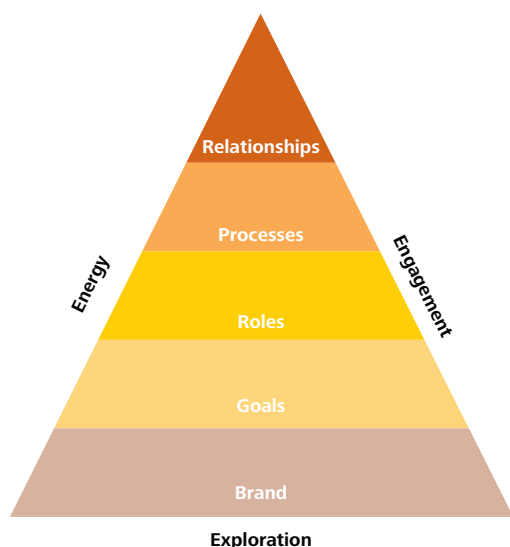 Relationships
Processes
Energy
Engagement
Roles
Goals
Brand
Exploration